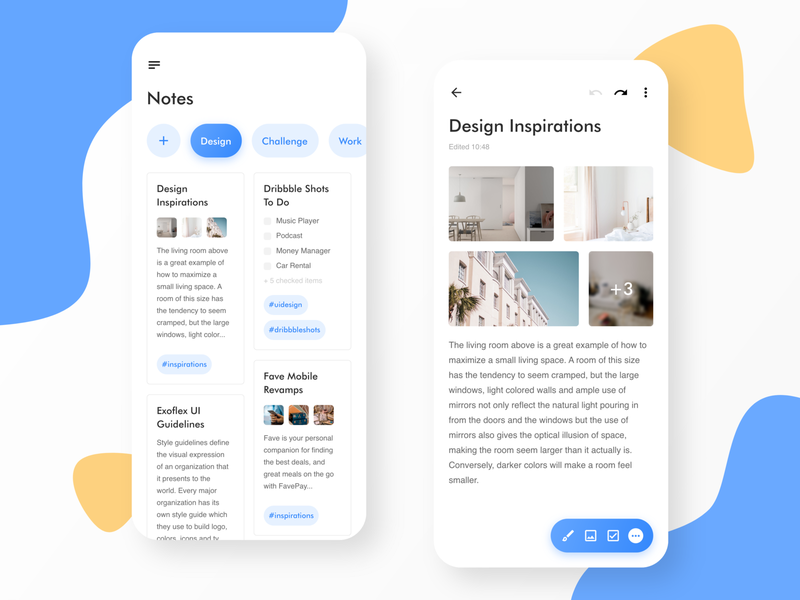 Notes
+
Design
Challenge
Work
Design
Inspirations
The living room above
is a great example of
how to maximize a
small living space. A
room of this size has
the tendency to seem
cramped, but the large
windows, light color...
#inspirations
Exoflex UI
Guidelines
Style guidelines define
the visual expression
of an organization that
it presents to the
world. Every major
organization has its
own style guide which
they use to build logo,
colors, icons and ty
Dribbble Shots
To Do
Music Player
Podcast
Money Manager
Car Rental
+ 5 checked items
#uidesign
#dribbbleshots
Fave Mobile
Revamps
Fave is your personal
companion for finding
the best deals, and
great meals on the go
with FavePay...
#inspirations
Design Inspirations
Edited 10:48
+3
The living room above is a great example of how to
maximize a small living space. A room of this size
has the tendency to seem cramped, but the large
windows, light colored walls and ample use of
mirrors not only reflect the natural light pouring in
from the doors and the windows but the use of
mirrors also gives the optical illusion of space,
making the room seem larger than it actually is.
Conversely, darker colors will make a room feel
smaller.